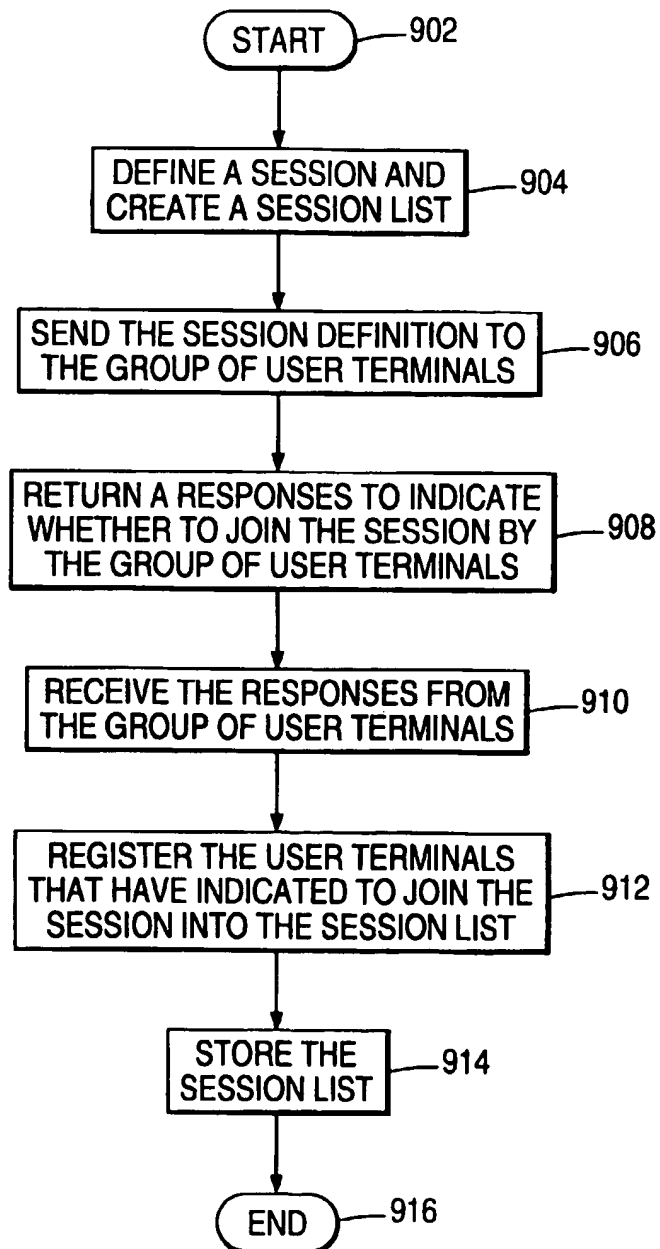 START
902
DEFINE A SESSION AND
CREATE A SESSION LIST
904
SEND THE SESSION DEFINITION TO
THE GROUP OF USER TERMINALS
906
RETURN A RESPONSES TO INDICATE
WHETHER TO JOIN THE SESSION BY
THE GROUP OF USER TERMINALS
908
RECEIVE THE RESPONSES FROM
THE GROUP OF USER TERMINALS
910
REGISTER THE USER TERMINALS
THAT HAVE INDICATED TO JOIN THE
SESSION INTO THE SESSION LIST
912
STORE THE
SESSION LIST
914
END
916